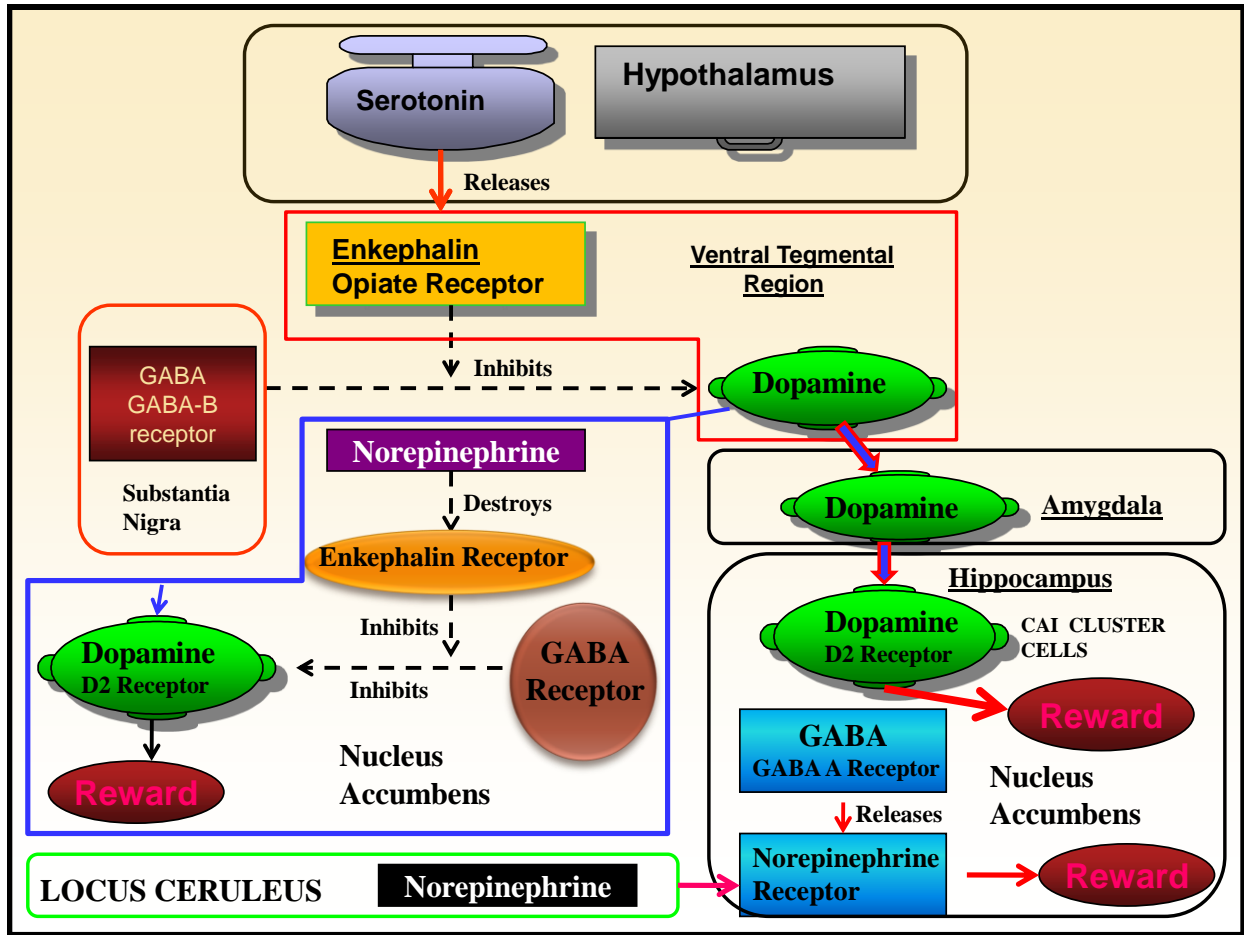 Serotonin
Hypothalamus
Releases
Enkephalin
Opiate Receptor
Ventral Tegmental
Region
Inhibits
GABA
GABA-B
receptor
Substantia
Nigra
Dopamine
Norepinephrine
Destroys
Enkephalin Receptor
Inhibits
Dopamine
D2 Receptor
Inhibits
GABA
Receptor
Reward
Nucleus
Accumbens
Dopamine
Amygdala
Hippocampus
Dopamine
D2 Receptor
CAI CLUSTER
CELLS
Reward
GABA
GABA A Receptor
Nucleus
Accumbens
Releases
Norepinephrine
Receptor
Reward
LOCUS CERULEUS
Norepinephrine